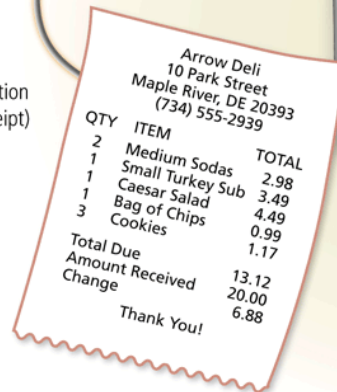 tion
eipt)
Arrow Deli
10 Park Street
Maple River, DE 20393
(734) 555-2939
QTY ITEM TOTAL
2 Medium Sodas 2.98
1 Small Turkey Sub 3.49
1 Caesar Salad 4.49
1 Bag of Chips 0.99
3 Cookies 1.17
Total Due 13.12
Amount Received 20.00
Change 6.88
Thank You!